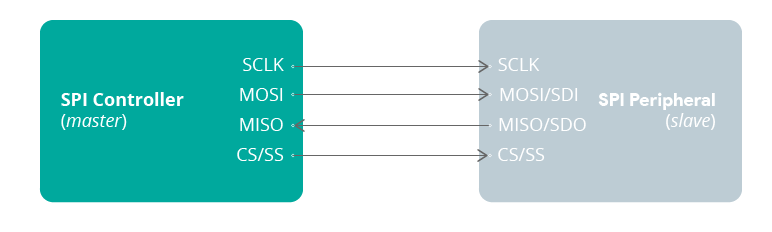 SPI Controller
(master)
SCLK
MOSI
MISO
CS/SS
SCLK
MOSI/SDI
MISO/SDO
CS/SS
SPI Peripheral
(slave)